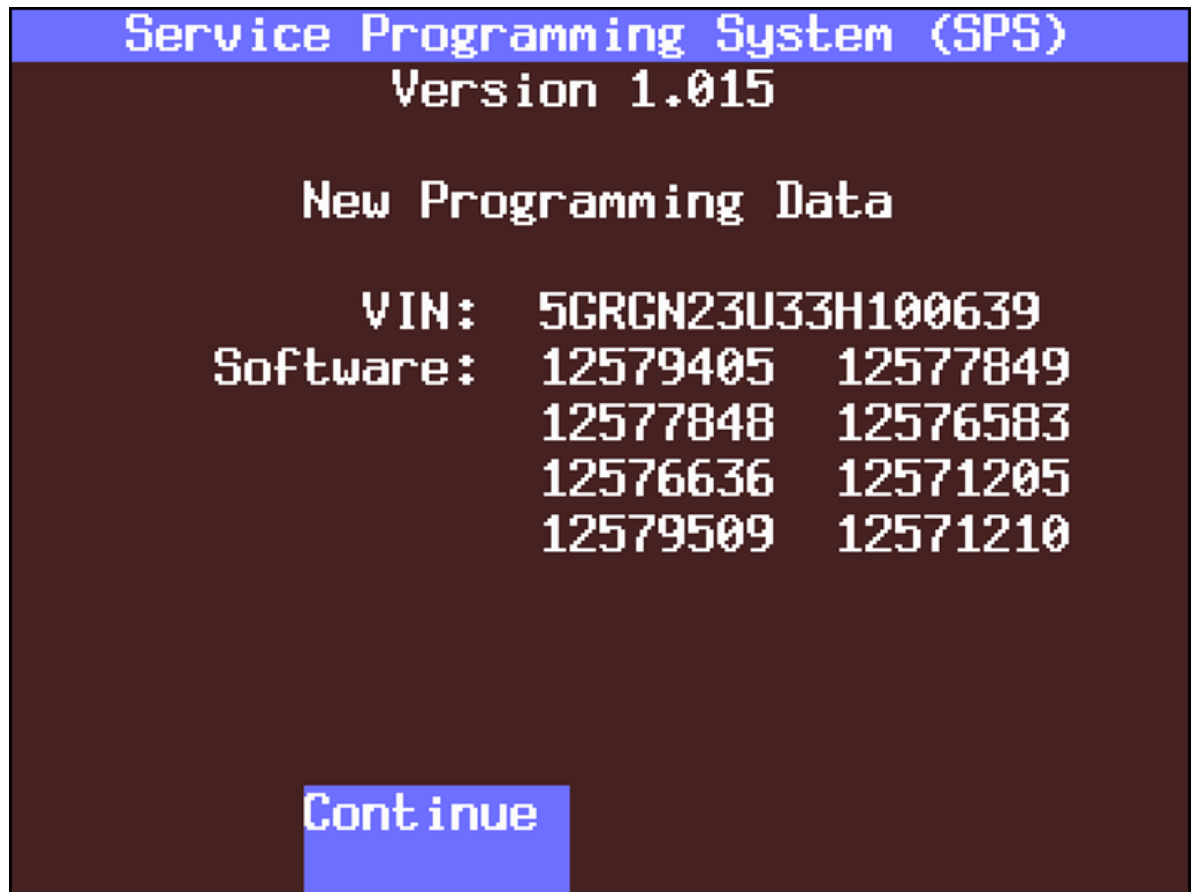 Service Programming System (SPS)
Version 1.015
New Programming Data
VIN: 5GRGN23U33H100639
Software: 12579405 12577849
12577848 12576583
12576636 12571205
12579509 12571210
Continue